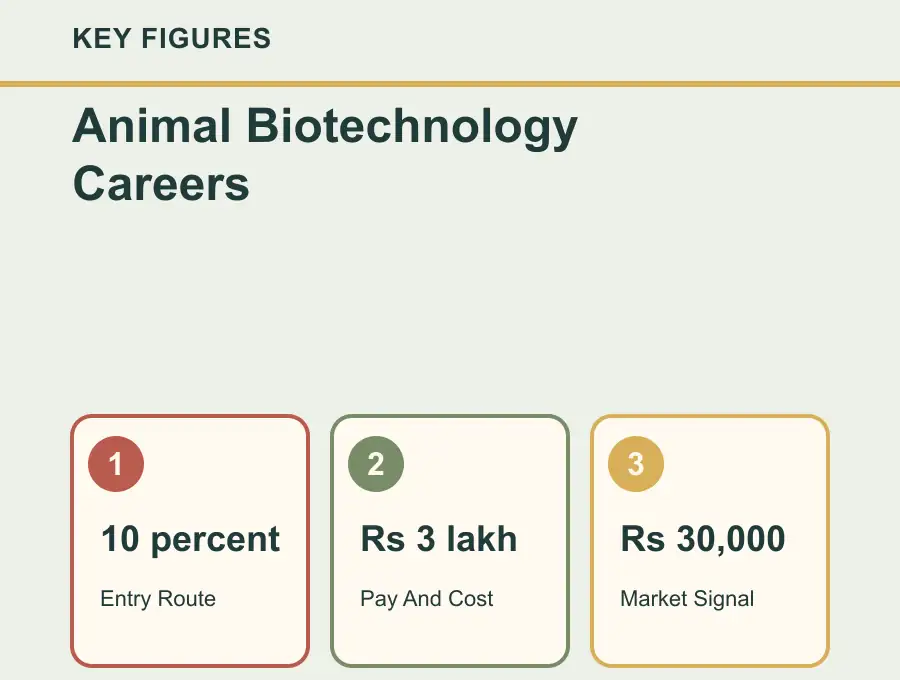 KEY FIGURES
Animal Biotechnology
Careers
1
10 percent
Entry Route
2
Rs 3 lakh
Pay And Cost
3
Rs 30,000
Market Signal